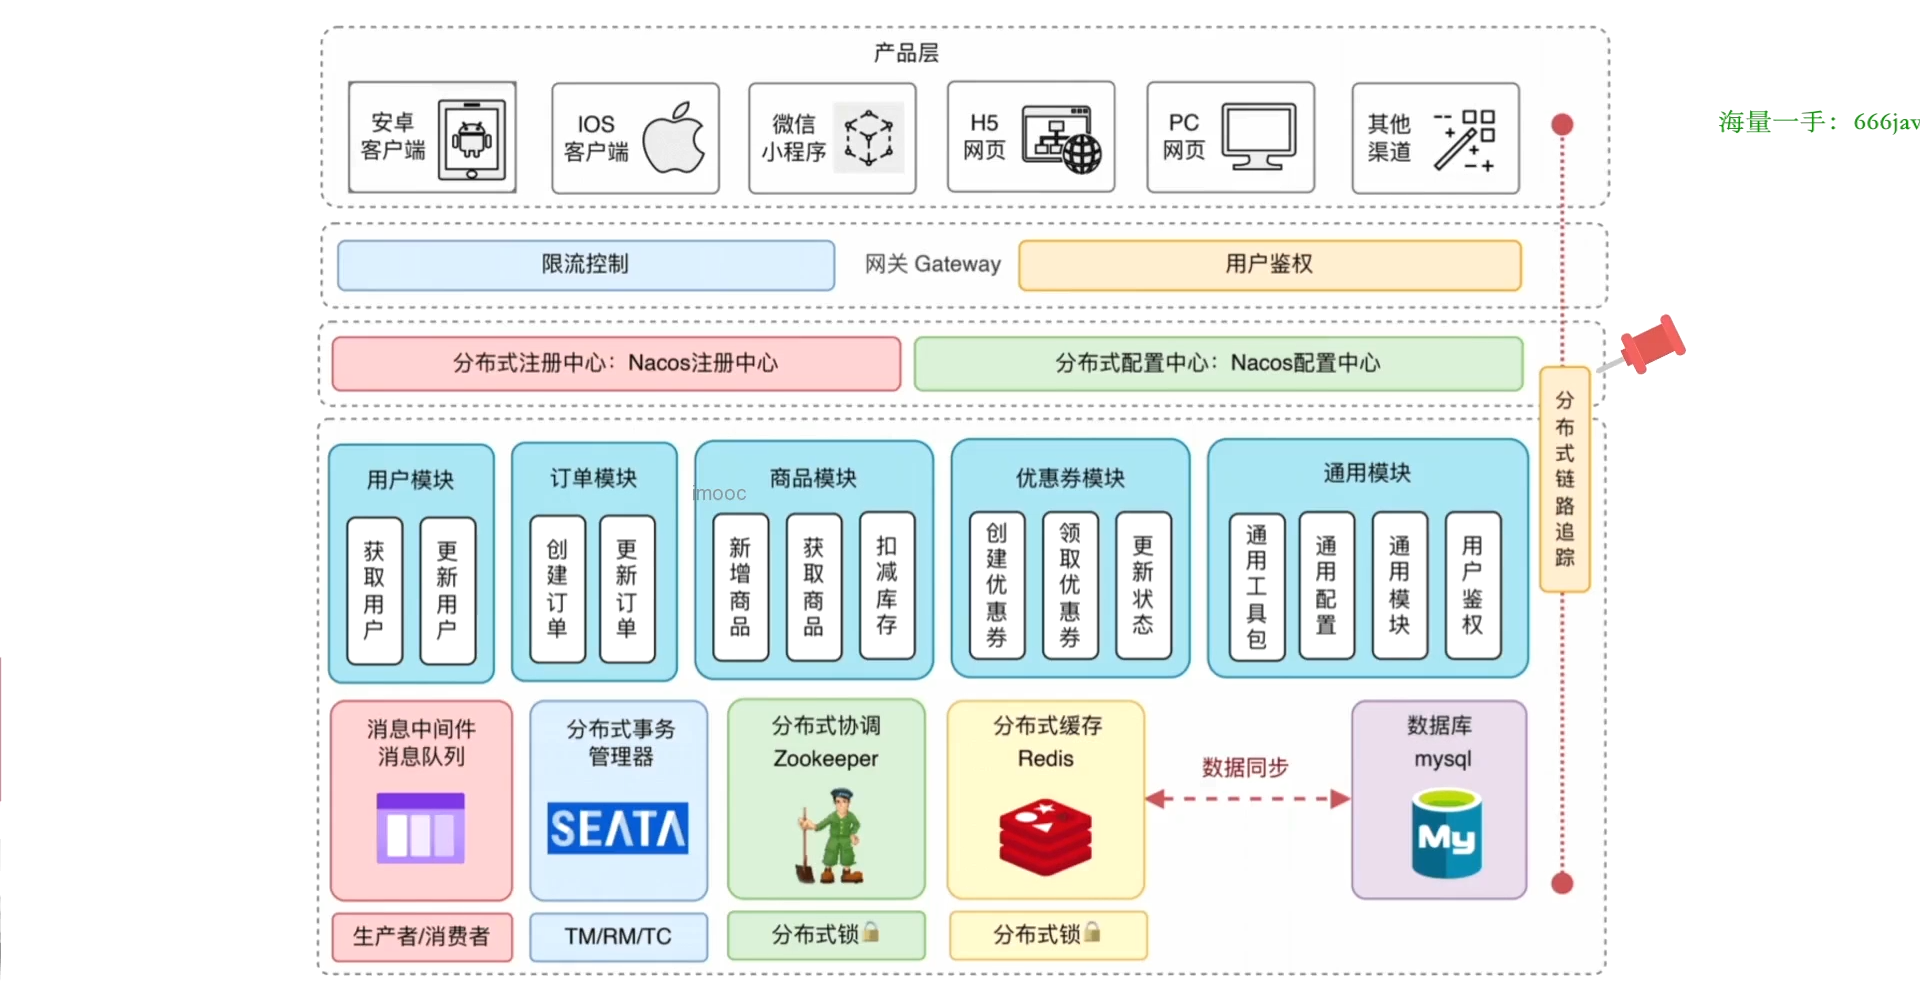 产品层
安卓
客户端
IOS
客户端
微信
小程序
H5
网页
PC
网页
其他
渠道
海量一手：666jav
限流控制
网关 Gateway
用户鉴权
分布式注册中心：Nacos注册中心
分布式配置中心：Nacos配置中心
分布式链路追踪
用户模块
获取用户
更新用户
订单模块
创建订单
更新订单
商品模块
imooc
新增商品
获取商品
扣减库存
优惠券模块
创建优惠券
领取优惠券
更新状态
通用模块
通用工具包
通用配置
通用模块
用户鉴权
消息中间件
消息队列
分布式事务
管理器
SEATA
分布式协调
Zookeeper
分布式缓存
Redis
数据同步
数据库
mysql
My
生产者/消费者
TM/RM/TC
分布式锁
分布式锁